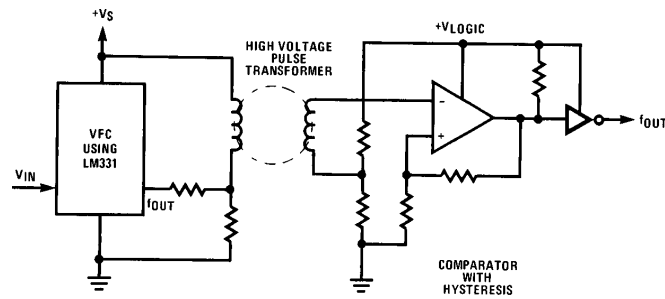 +VS
HIGH VOLTAGE
PULSE
TRANSFORMER
+VLOGIC
VFC
USING
LM331
VIN
fOUT
−
+
fOUT
COMPARATOR
WITH
HYSTERESIS